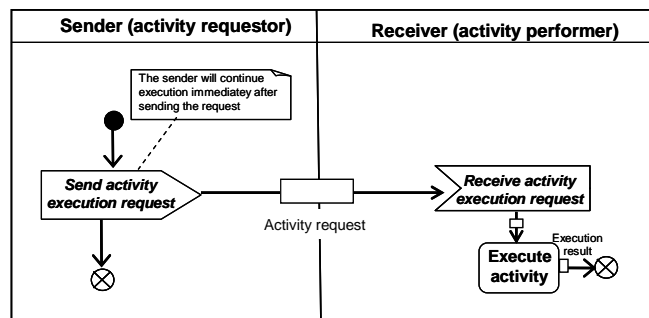 Sender (activity requestor)
Receiver (activity performer)
The sender will continue
execution immediatey after
sending the request
Send activity
execution request
Activity request
Receive activity
execution request
Execute
activity
Execution
result